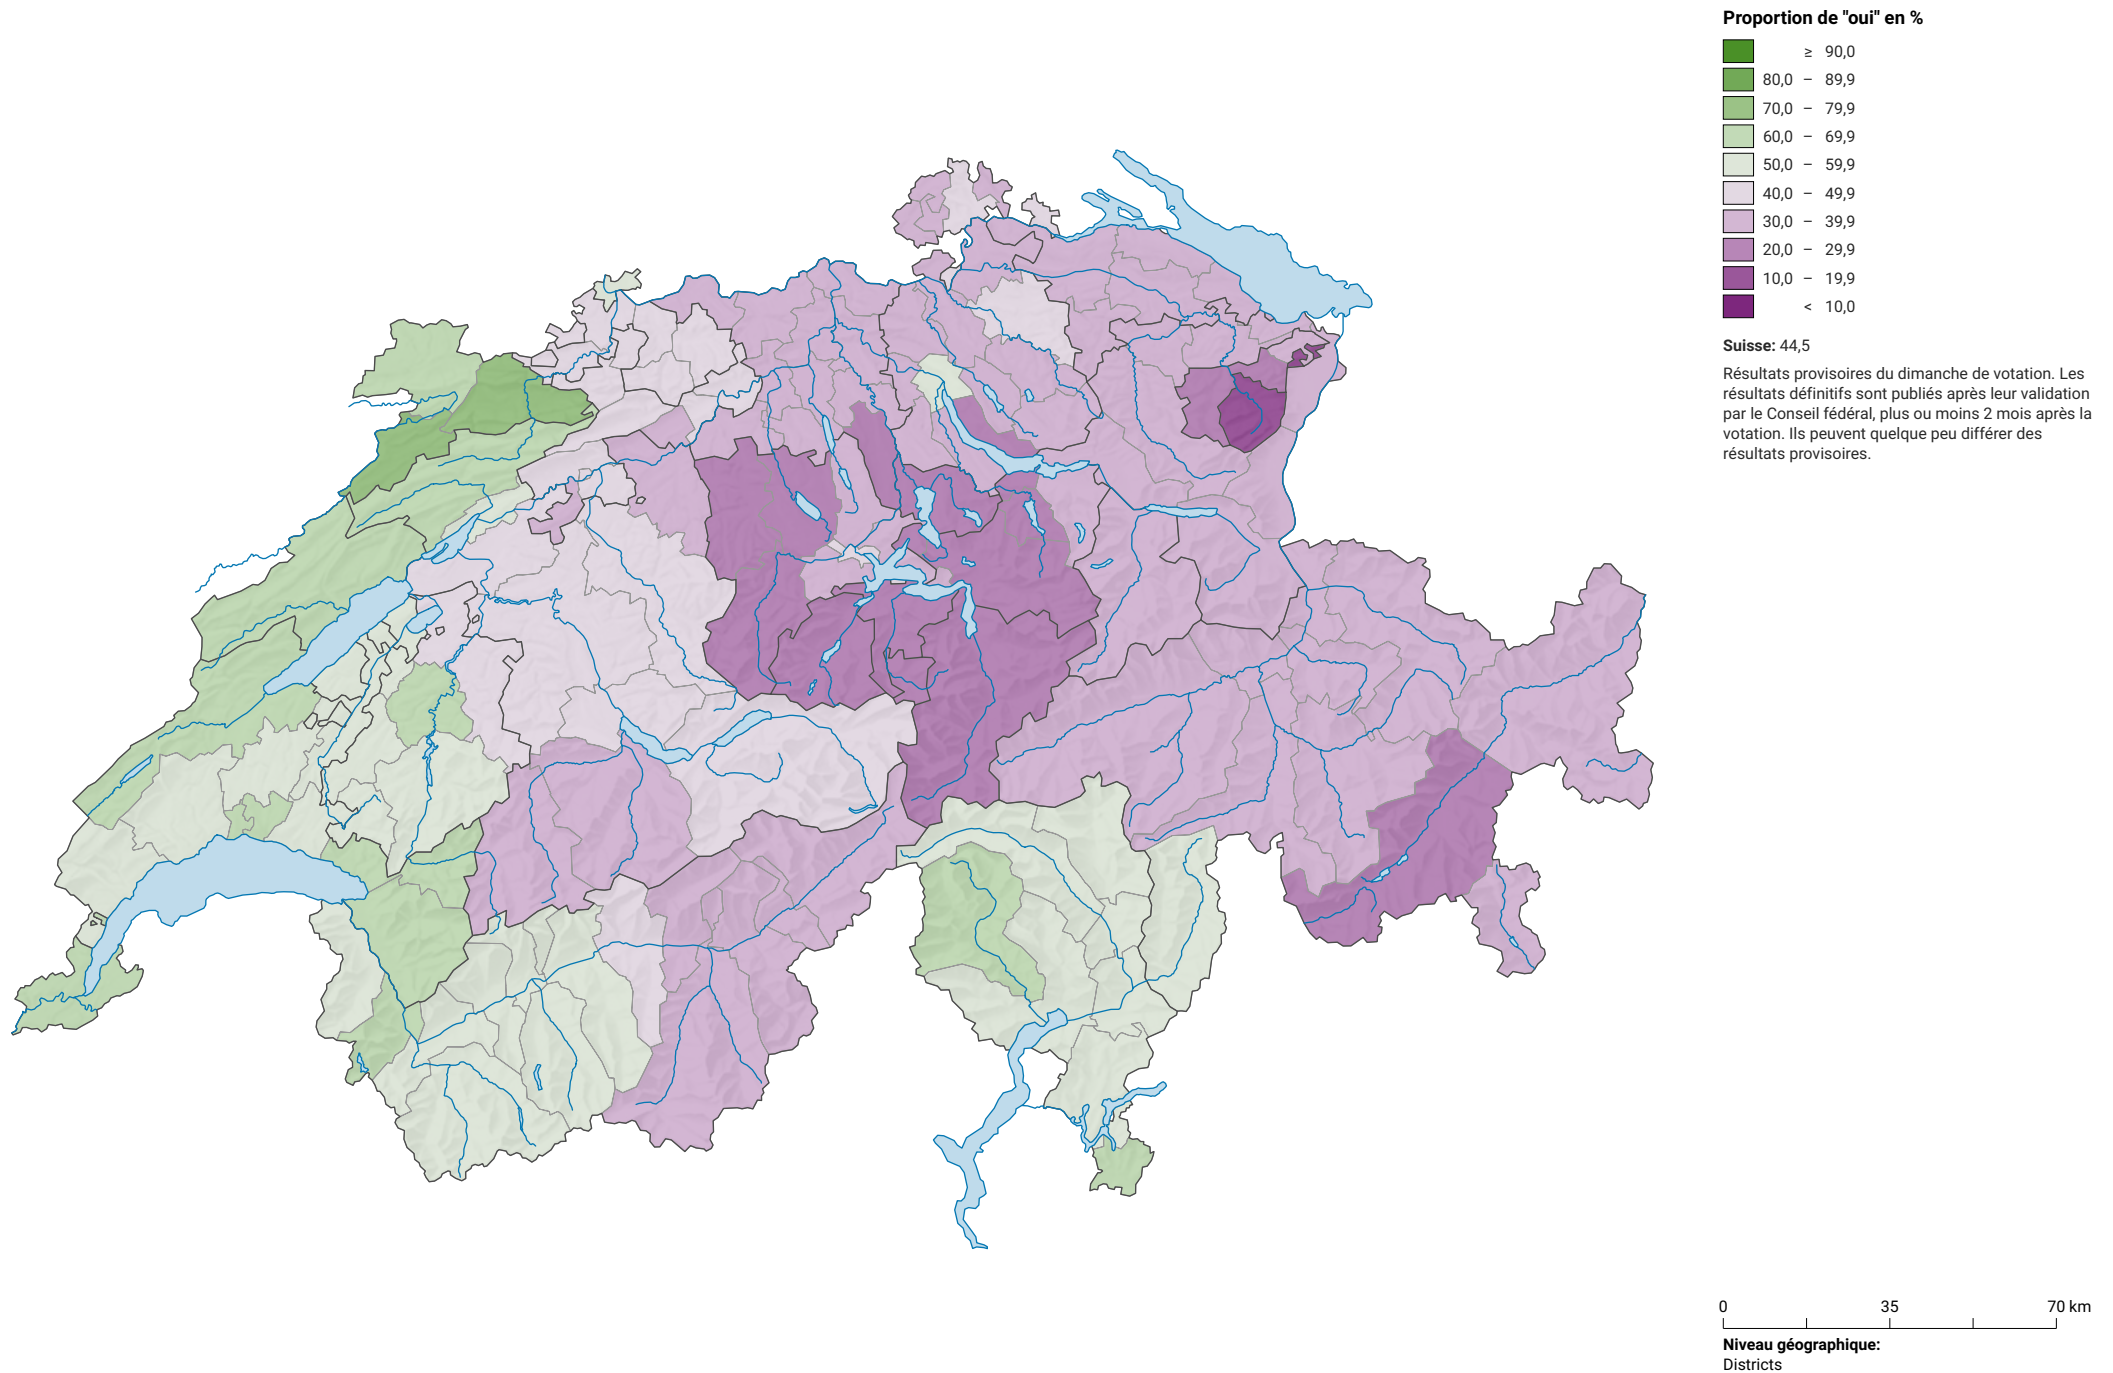 Proportion de "oui" en %
≥ 90,0
80,0 – 89,9
70,0 – 79,9
60,0 – 69,9
50,0 – 59,9
40,0 – 49,9
30,0 – 39,9
20,0 – 29,9
10,0 – 19,9
< 10,0
Suisse: 44,5
Résultats provisoires du dimanche de votation. Les
résultats définitifs sont publiés après leur validation
par le Conseil fédéral, plus ou moins 2 mois après la
votation. Ils peuvent quelque peu différer des
résultats provisoires.
0 35 70 km
Niveau géographique:
Districts